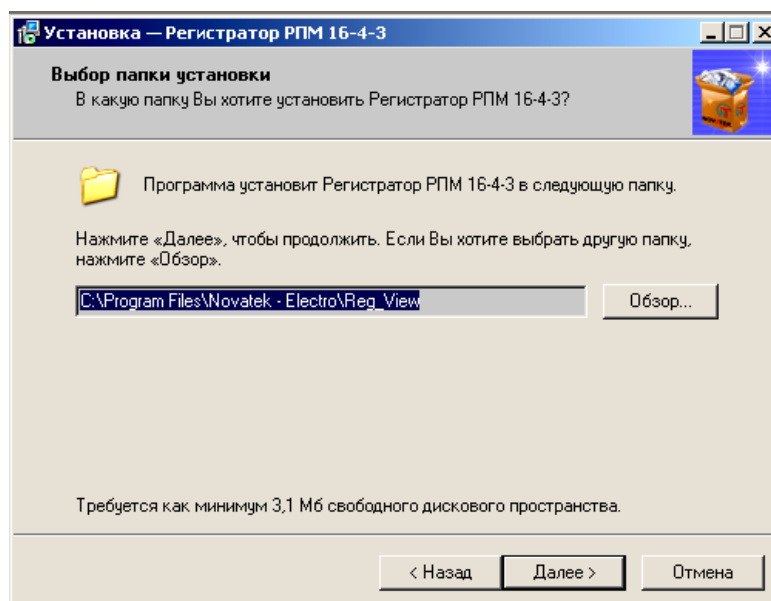 Установка — Регистратор РПМ 16-4-3
Выбор папки установки
В какую папку Вы хотите установить Регистратор РПМ 16-4-3?
Программа установит Регистратор РПМ 16-4-3 в следующую папку.
Нажмите «Далее», чтобы продолжить. Если Вы хотите выбрать другую папку,
нажмите «Обзор».
C:\Program Files\Novatek - Electro\Reg_View
Обзор...
Требуется как минимум 3,1 Мб свободного дискового пространства.
< Назад
Далее >
Отмена